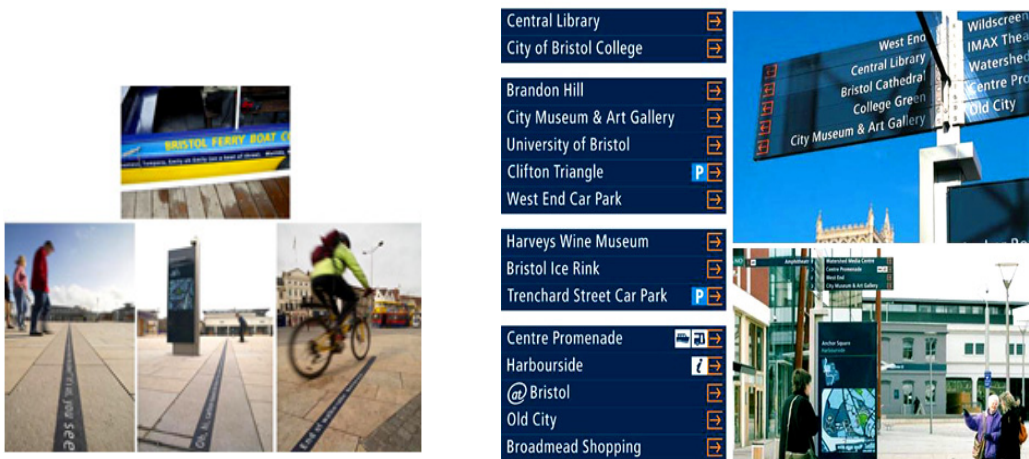 BRISTOL FERRY BOAT CO
you see
Central Library
City of Bristol College
Brandon Hill
City Museum & Art Gallery
University of Bristol
Clifton Triangle P
West End Car Park
Harveys Wine Museum
Bristol Ice Rink
Trenchard Street Car Park P
Centre Promenade
Harbourside i
@ Bristol
Old City
Broadmead Shopping
West End
Central Library
Bristol Cathedral
College Green
City Museum & Art Gallery
Wildscreen
IMAX Thea
Watershed
Centre Pro
Old City
Amphitheatre
Watershed Media Centre
Centre Promenade
West End
City Museum & Art Gallery
Anchor Square
Harbourside